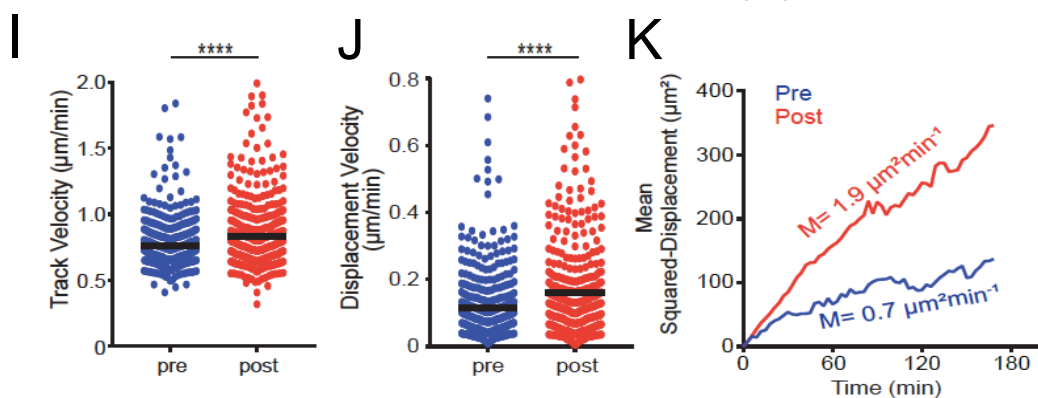 I
****
Track Velocity (µm/min)
2.0
1.5
1.0
0.5
0
pre
post
J
****
Displacement Velocity
(µm/min)
0.8
0.6
0.4
0.2
0
pre
post
K
Mean
Squared-Displacement (µm²)
400
300
200
100
0
Pre
Post
M= 1.9 µm²min⁻¹
M= 0.7 µm²min⁻¹
0
60
120
180
Time (min)